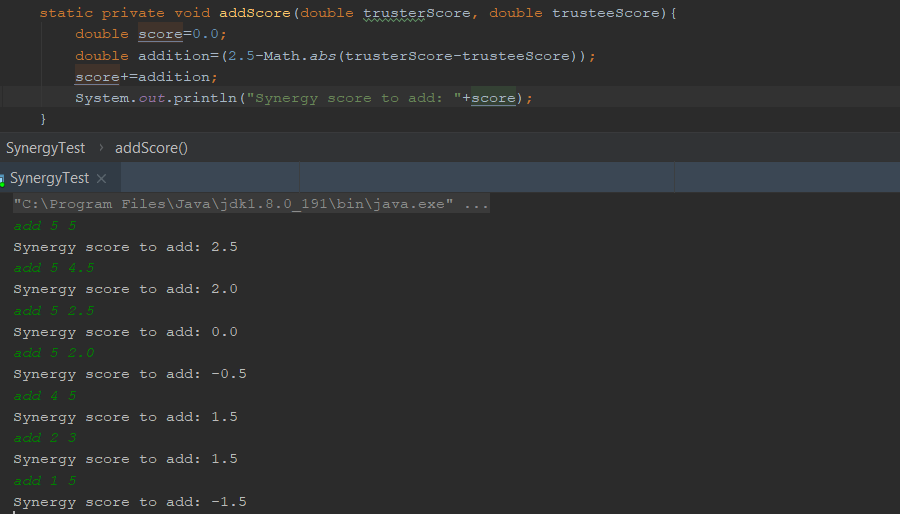 static private void addScore(double trusterScore, double trusteeScore){
double score=0.0;
double addition=(2.5-Math.abs(trusterScore-trusteeScore));
score+=addition;
System.out.println("Synergy score to add: "+score);
}
SynergyTest › addScore()
SynergyTest ×
"C:\Program Files\Java\jdk1.8.0_191\bin\java.exe" ...
add 5 5
Synergy score to add: 2.5
add 5 4.5
Synergy score to add: 2.0
add 5 2.5
Synergy score to add: 0.0
add 5 2.0
Synergy score to add: -0.5
add 4 5
Synergy score to add: 1.5
add 2 3
Synergy score to add: 1.5
add 1 5
Synergy score to add: -1.5